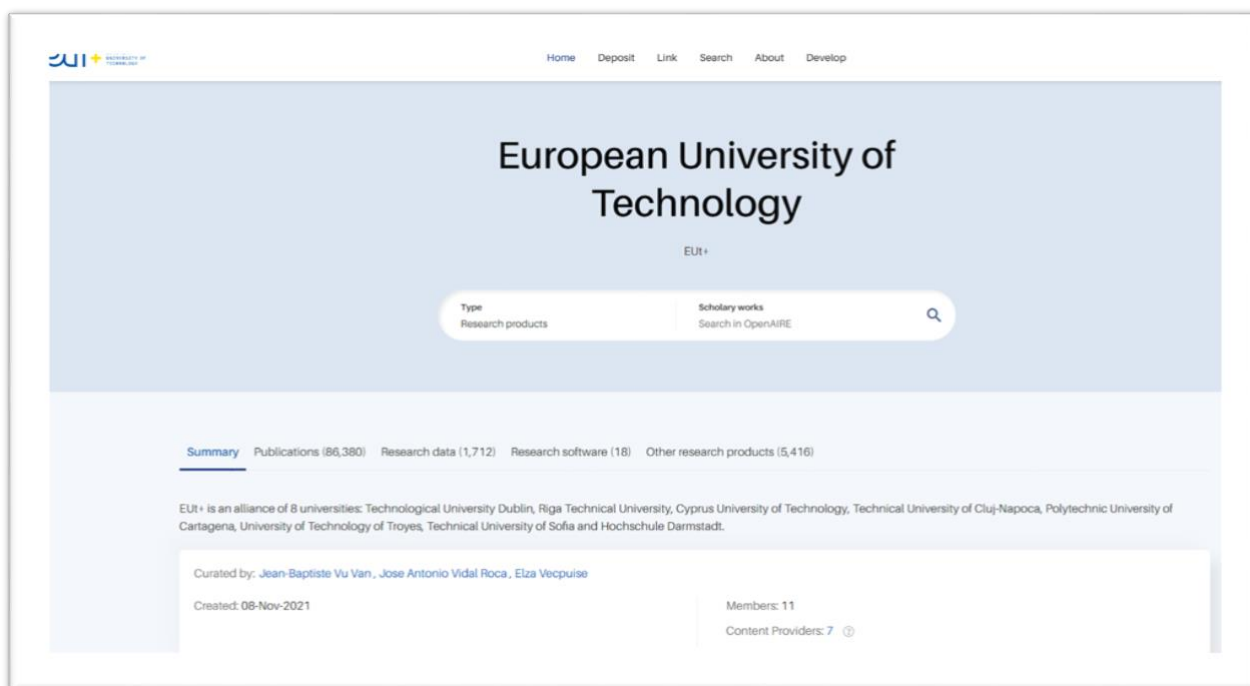 UNIVERSITY OF
TECHNOLOGY
Home Deposit Link Search About Develop
European University of
Technology
EUt+
Type Scholary works
Research products Search in OpenAIRE
Summary Publications (86,380) Research data (1,712) Research software (18) Other research products (5,416)
EUt+ is an alliance of 8 universities: Technological University Dublin, Riga Technical University, Cyprus University of Technology, Technical University of Cluj-Napoca, Polytechnic University of
Cartagena, University of Technology of Troyes, Technical University of Sofia and Hochschule Darmstadt.
Curated by: Jean-Baptiste Vu Van , Jose Antonio Vidal Roca , Elza Vecpuise
Created: 08-Nov-2021 Members: 11
Content Providers: 7